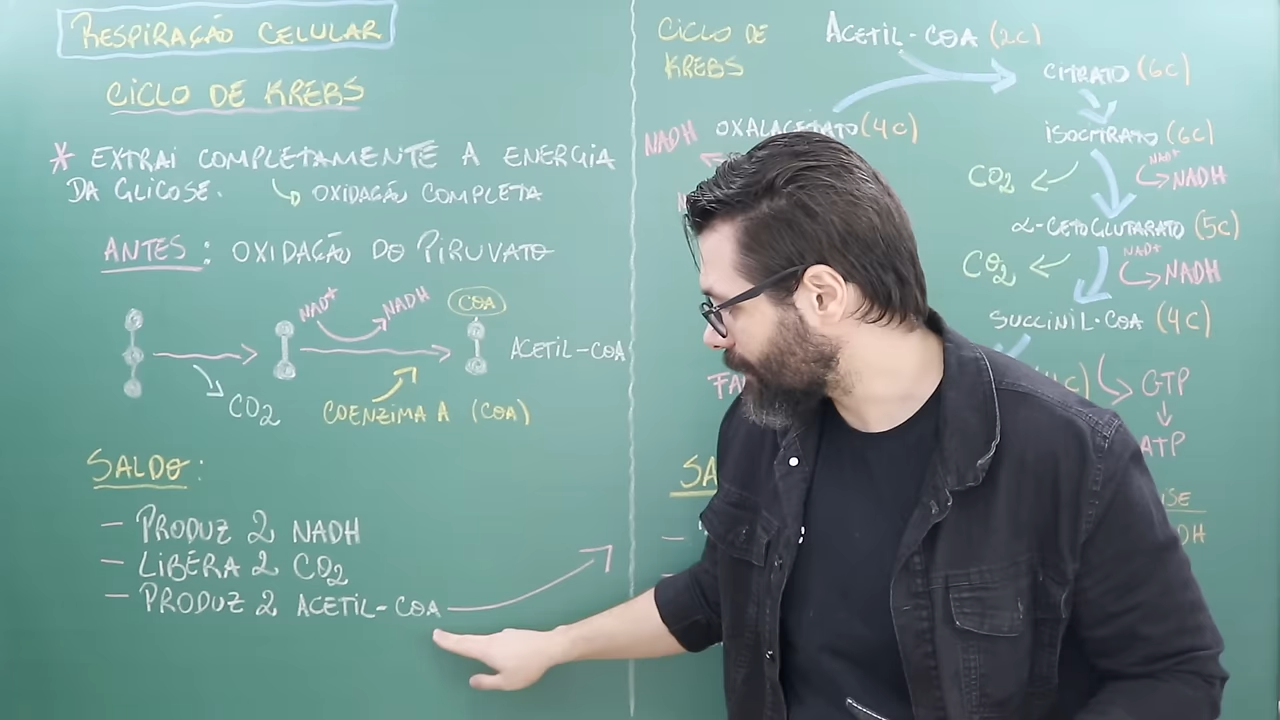 RESPIRAÇÃO CELULAR
CICLO DE KREBS
* EXTRAI COMPLETAMENTE A ENERGIA
DA GLICOSE.
OXIDAÇÃO COMPLETA
ANTES: OXIDAÇÃO DO PIRUVATO
NAD+
NADH
COA
ACETIL-COA
CO2
COENZIMA A (COA)
SALDO:
- PRODUZ 2 NADH
- LIBERA 2 CO2
- PRODUZ 2 ACETIL-COA
CICLO DE
KREBS
ACETIL-COA (2C)
CITRATO (6C)
NADH
OXALACETATO (4C)
ISOCITRATO (6C)
CO2
NAD+
NADH
α-CETOGLUTARATO (5C)
CO2
NAD+
NADH
SUCCINIL-COA (4C)
GTP
ATP